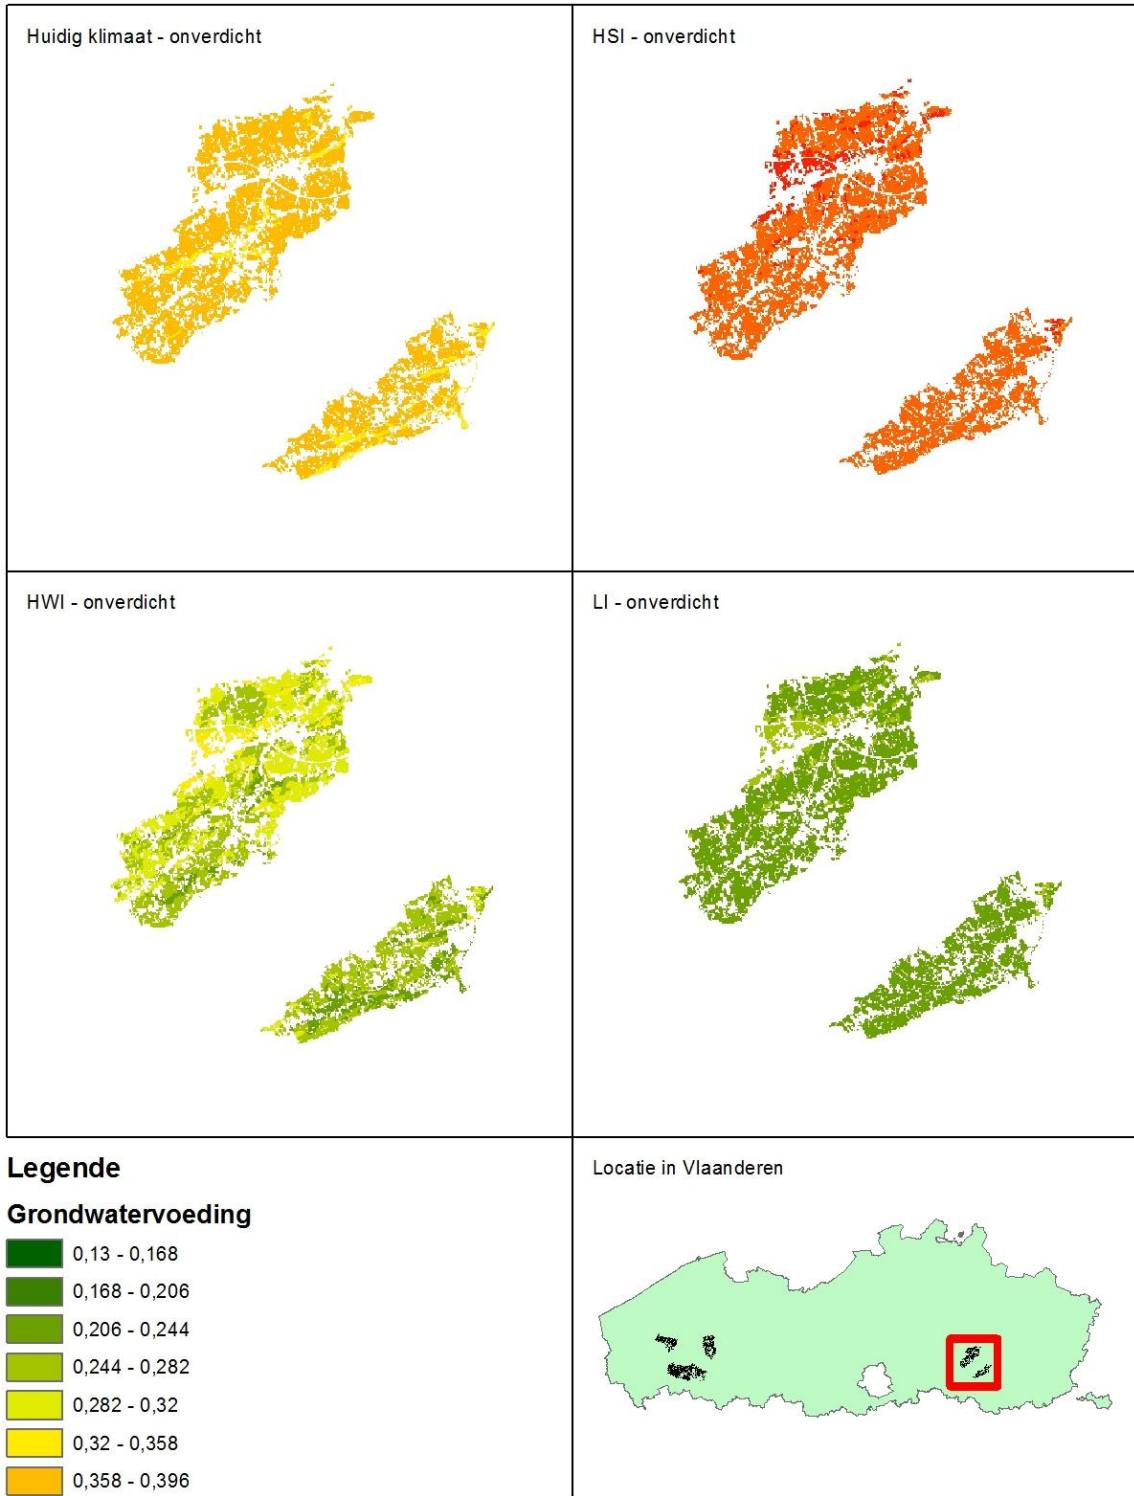 Huidig klimaat - onverdicht
HSI - onverdicht
HWI - onverdicht
LI - onverdicht
Legende
Grondwatervoeding
0,13 - 0,168
0,168 - 0,206
0,206 - 0,244
0,244 - 0,282
0,282 - 0,32
0,32 - 0,358
0,358 - 0,396
Locatie in Vlaanderen